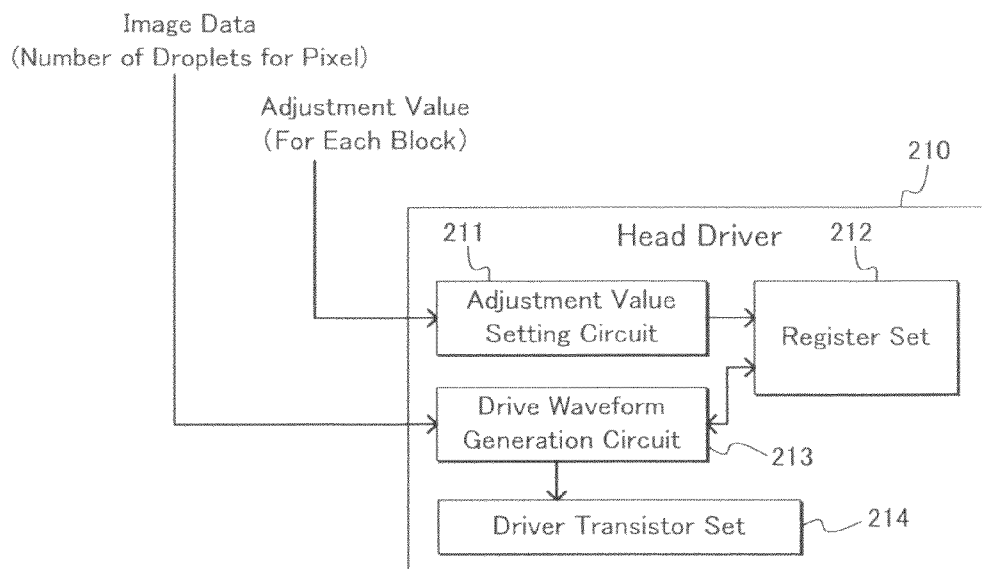 Image Data
(Number of Droplets for Pixel)
Adjustment Value
(For Each Block)
210
Head Driver
211
212
Adjustment Value
Setting Circuit
Register Set
Drive Waveform
Generation Circuit
213
Driver Transistor Set
214